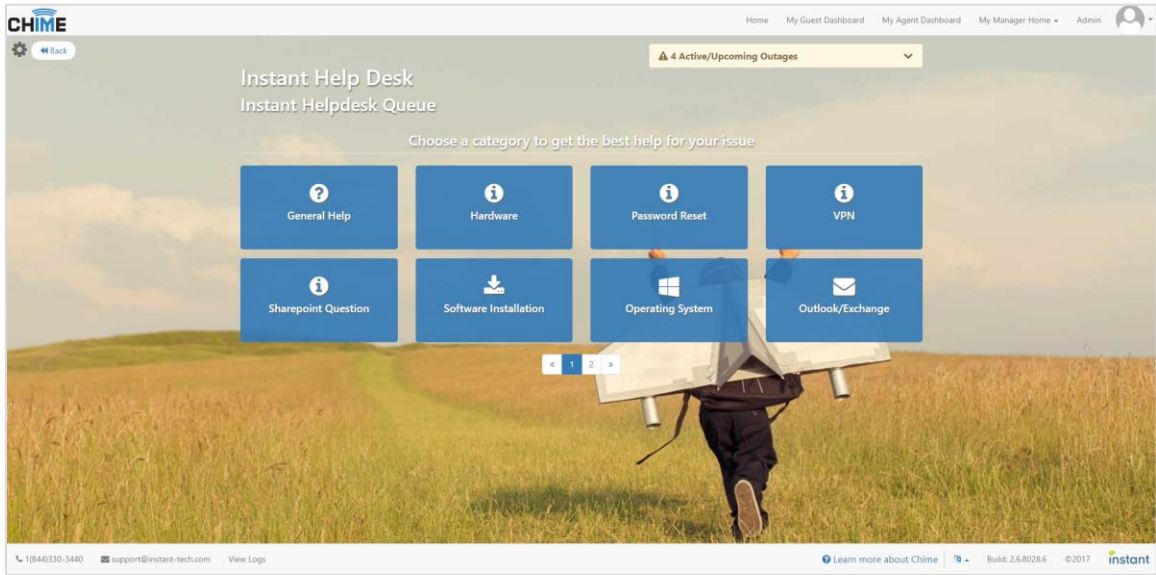 CHIME
Home My Guest Dashboard My Agent Dashboard My Manager Home Admin
Back
4 Active/Upcoming Outages
Instant Help Desk
Instant Helpdesk Queue
Choose a category to get the best help for your issue
General Help
Hardware
Password Reset
VPN
Sharepoint Question
Software Installation
Operating System
Outlook/Exchange
« 1 2 »
1(844)330-3440 support@instant-tech.com View Logs
Learn more about Chime Build: 2.6.8028.6 ©2017 instant